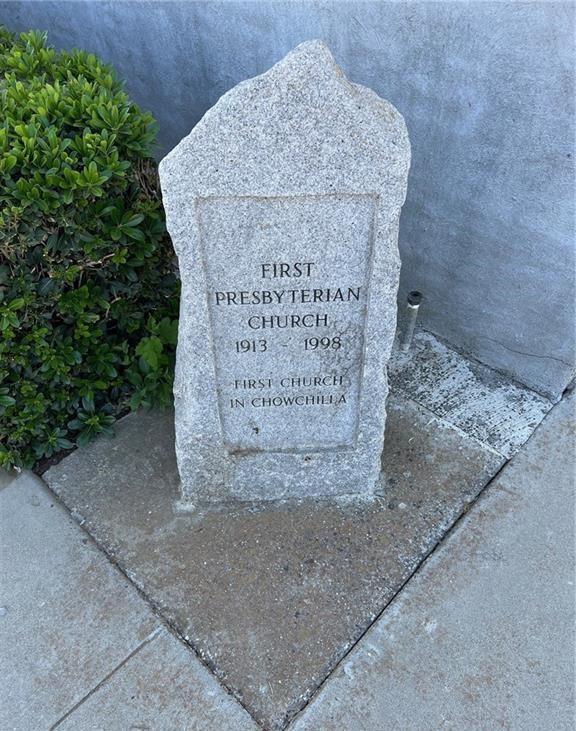 FIRST
PRESBYTERIAN
CHURCH
1913 - 1998
FIRST CHURCH
IN CHOWCHILLA